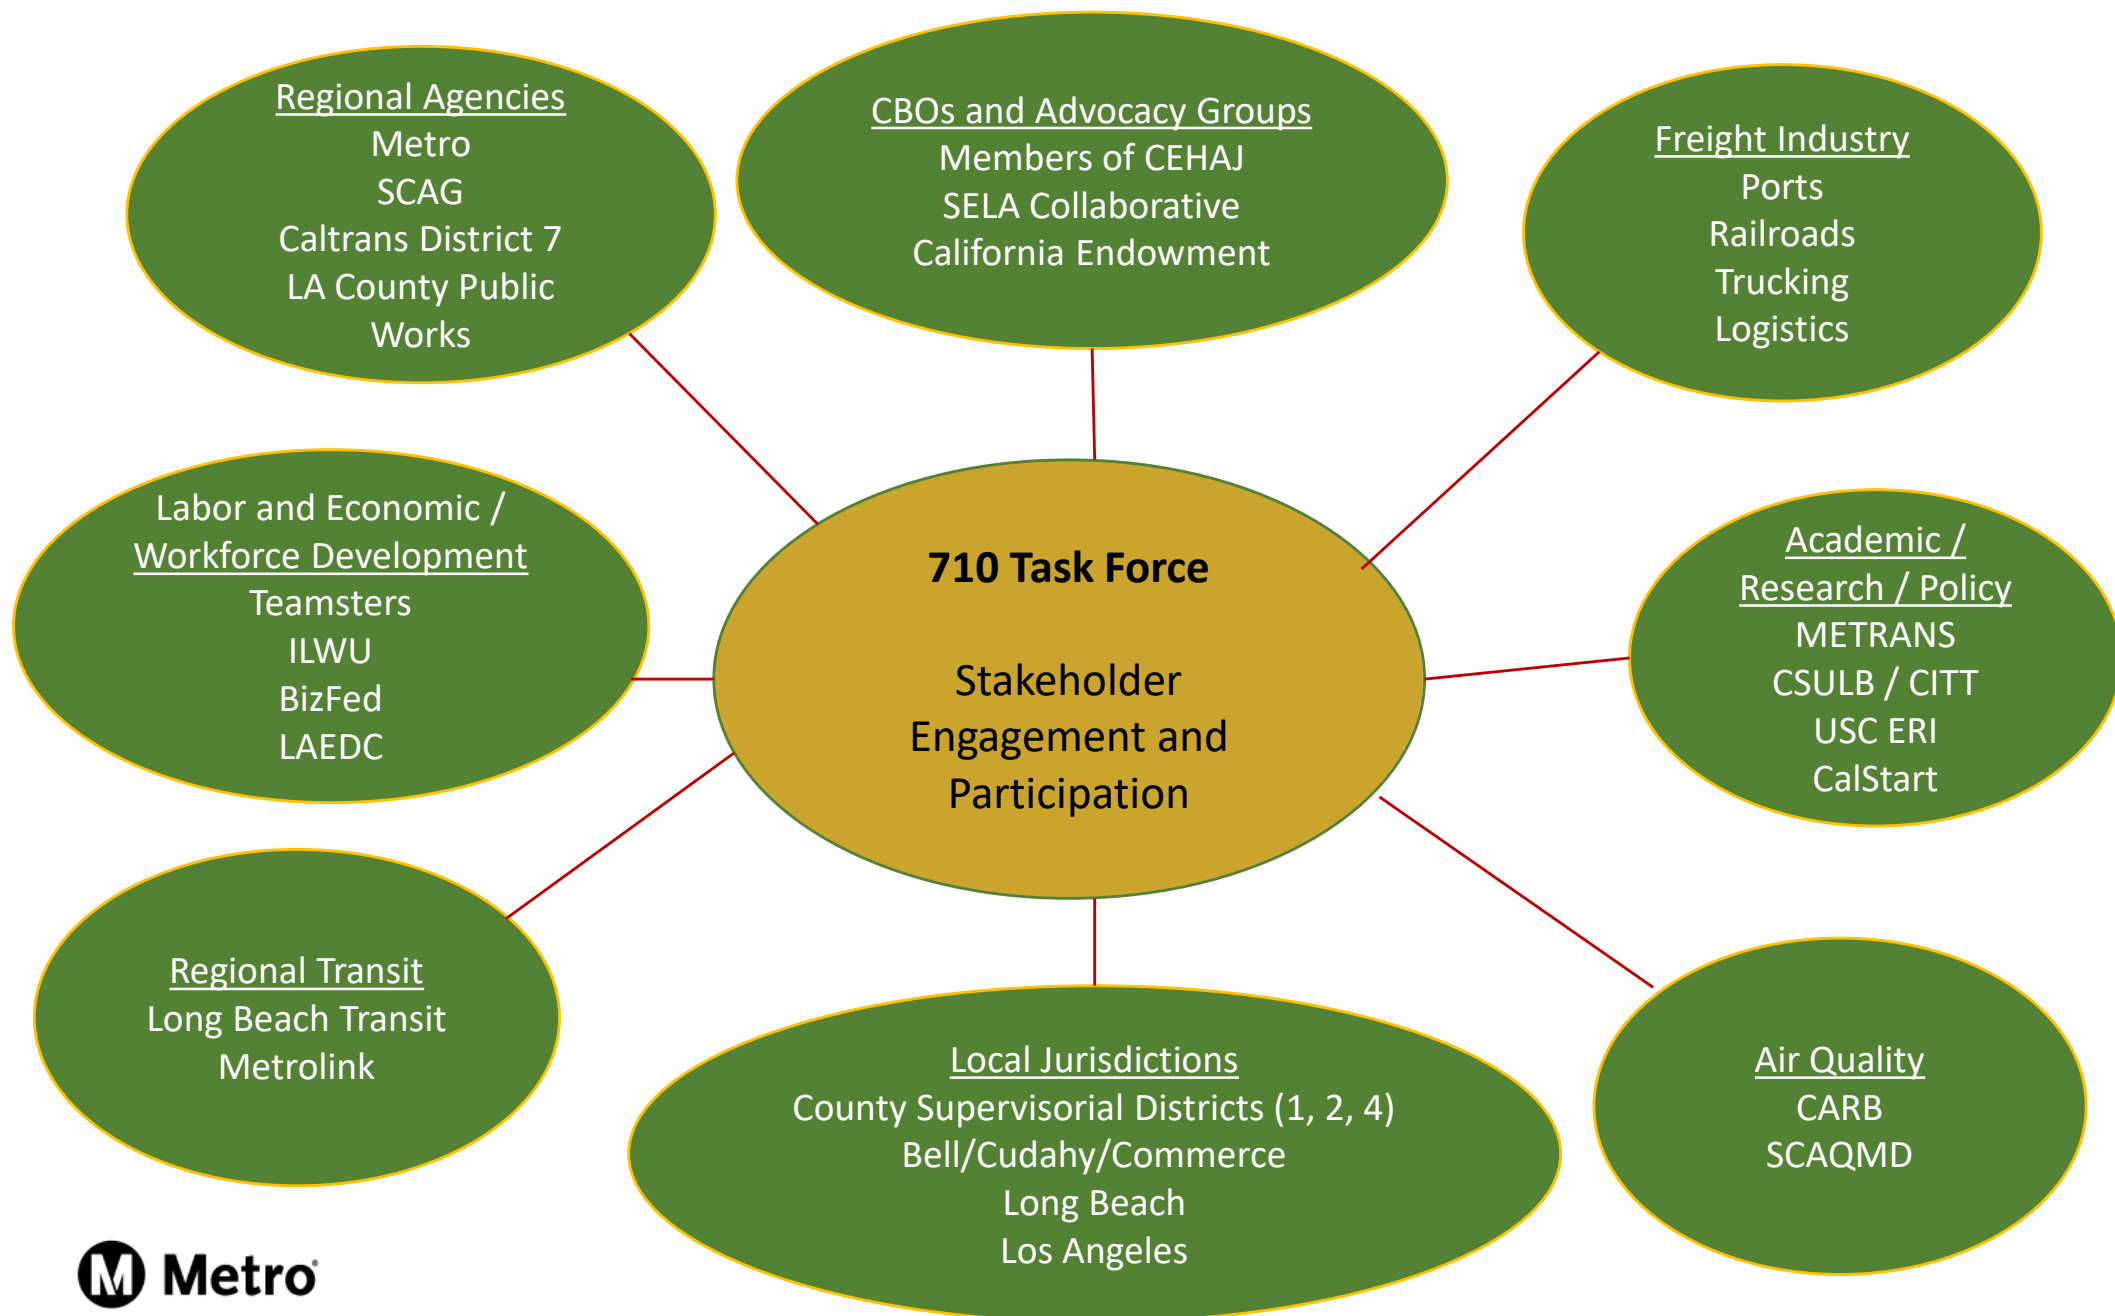 Regional Agencies
Metro
SCAG
Caltrans District 7
LA County Public
Works
CBOs and Advocacy Groups
Members of CEHAJ
SELA Collaborative
California Endowment
Freight Industry
Ports
Railroads
Trucking
Logistics
Labor and Economic /
Workforce Development
Teamsters
ILWU
BizFed
LAEDC
710 Task Force
Stakeholder
Engagement and
Participation
Academic /
Research / Policy
METRANS
CSULB / CITT
USC ERI
CalStart
Regional Transit
Long Beach Transit
Metrolink
Local Jurisdictions
County Supervisorial Districts (1, 2, 4)
Bell/Cudahy/Commerce
Long Beach
Los Angeles
Air Quality
CARB
SCAQMD
M Metro